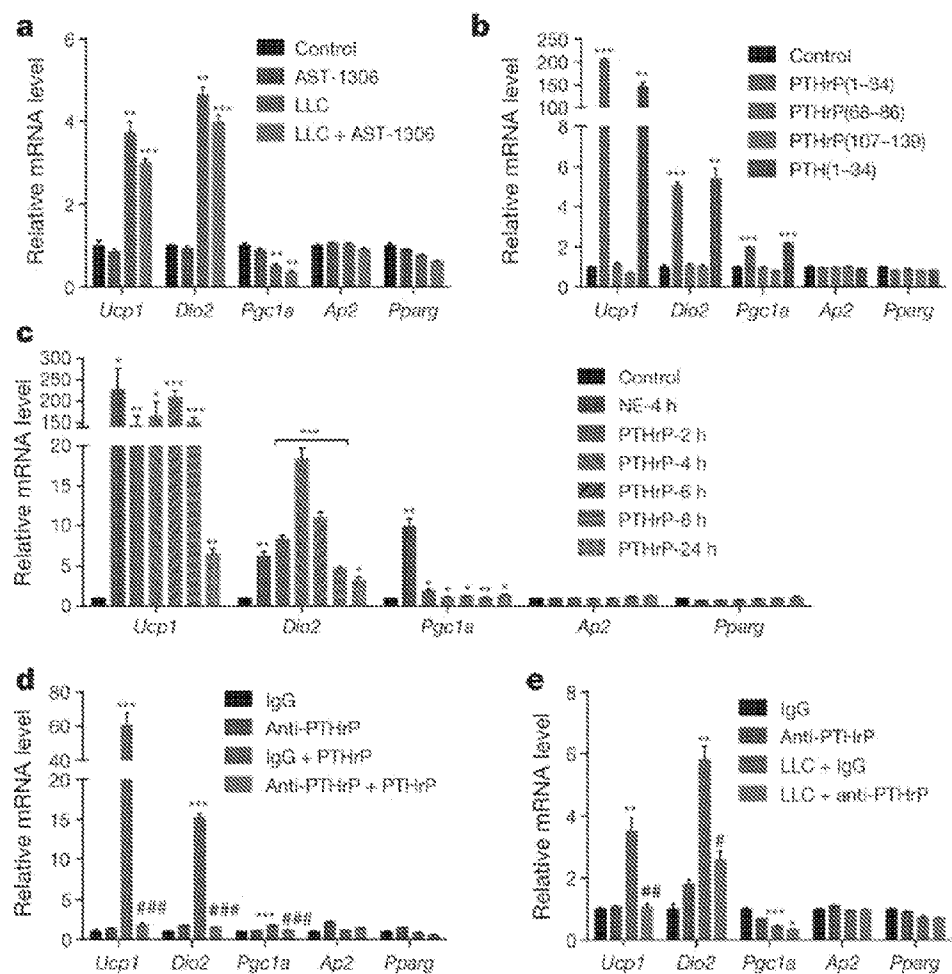 a
Relative mRNA level
6
4
2
0
Control
AST-1306
LLC
LLC + AST-1306
Ucp1 Dio2 Pgc1a Ap2 Pparg
b
Relative mRNA level
250
200
150
100
8
6
4
2
0
*** ** *** ** *** ***
Control
PTHrP(1–34)
PTHrP(68–86)
PTHrP(107–139)
PTH(1–34)
Ucp1 Dio2 Pgc1a Ap2 Pparg
c
Relative mRNA level
300
250
200
150
20
15
10
5
0
Control
NE-4 h
PTHrP-2 h
PTHrP-4 h
PTHrP-6 h
PTHrP-24 h
Ucp1 Dio2 Pgc1a Ap2 Pparg
d
Relative mRNA level
80
60
40
20
15
10
5
0
*** ### *** ### *** ###
IgG
Anti-PTHrP
IgG + PTHrP
Anti-PTHrP + PTHrP
Ucp1 Dio2 Pgc1a Ap2 Pparg
e
Relative mRNA level
8
6
4
2
0
** ## ** # *** *
IgG
Anti-PTHrP
LLC + IgG
LLC + anti-PTHrP
Ucp1 Dio2 Pgc1a Ap2 Pparg